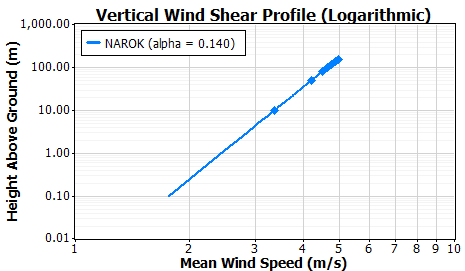 Vertical Wind Shear Profile (Logarithmic)
1,000.00
NAROK (alpha = 0.140)
100.00
10.00
1.00
0.10
0.01
Height Above Ground (m)
1 2 3 4 5 6 7 8 9 10
Mean Wind Speed (m/s)